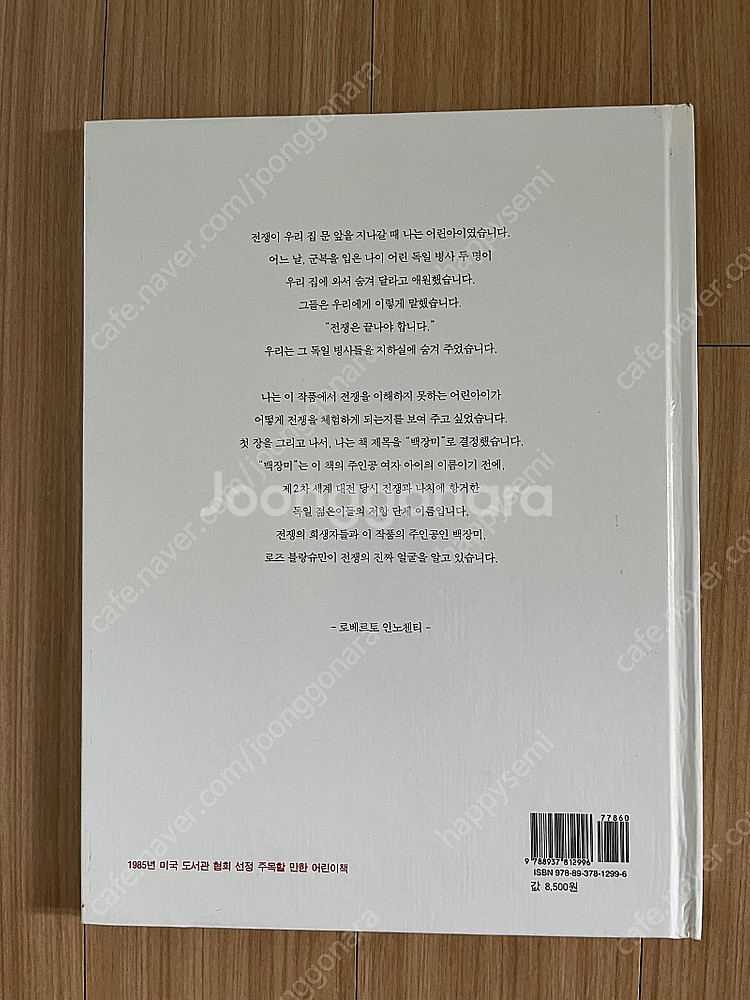 전쟁이 우리 집 문 앞을 지나갈 때 나는 어린아이였습니다.
어느 날, 군복을 입은 나이 어린 독일 병사 두 명이
우리 집에 와서 숨겨 달라고 애원했습니다.
그들은 우리에게 이렇게 말했습니다.
“전쟁은 끝나야 합니다.”
우리는 그 독일 병사들을 지하실에 숨겨 주었습니다.
나는 이 작품에서 전쟁을 이해하지 못하는 어린아이가
어떻게 전쟁을 체험하게 되는지를 보여 주고 싶었습니다.
첫 장을 그리고 나서, 나는 책 제목을 “백장미”로 결정했습니다.
“백장미”는 이 책의 주인공 여자 아이의 이름이기 전에,
제2차 세계 대전 당시 전쟁과 나치에 항거한
독일 젊은이들의 저항 단체 이름입니다.
전쟁의 희생자들과 이 작품의 주인공인 백장미,
로즈 블랑슈만이 전쟁의 진짜 얼굴을 알고 있습니다.
- 로베르토 인노첸티 -
Joonggonara
cafe.naver.com/joonggonara
happysemi
1985년 미국 도서관 협회 선정 주목할 만한 어린이책
77860
9 788937 812996
ISBN 978-89-378-1299-6
값 8,500원